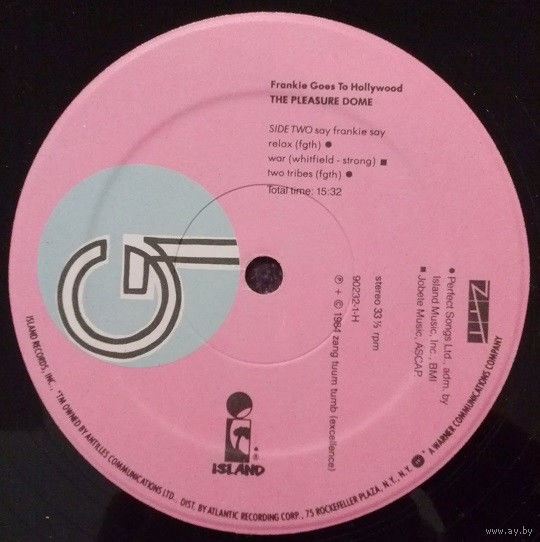 Frankie Goes To Hollywood
THE PLEASURE DOME
SIDE TWO say frankie say
relax (fgth) ●
war (whitfield - strong) ■
two tribes (fgth) ●
Total time: 15:32
stereo 33 ⅓ rpm
90232-1-H
℗ + © 1984 zang tuum tumb (excellence)
ZTT
● Perfect Songs Ltd., adm. by
Island Music, Inc., BMI
■ Jobete Music, ASCAP
®
ISLAND
ISLAND RECORDS, INC., *TM OWNED BY ANTILLES COMMUNICATIONS LTD. DIST. BY ATLANTIC RECORDING CORP., 75 ROCKEFELLER PLAZA, N.Y., N.Y. A WARNER COMMUNICATIONS COMPANY
www.ay.by